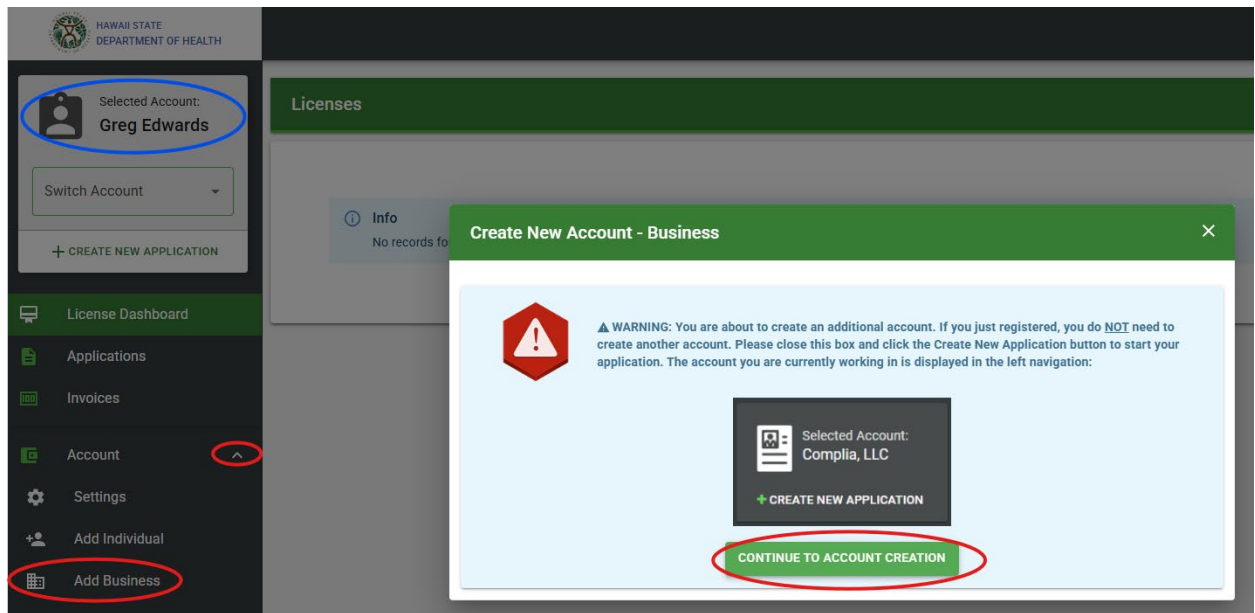 HAWAII STATE
DEPARTMENT OF HEALTH
Selected Account:
Greg Edwards
Switch Account
+ CREATE NEW APPLICATION
License Dashboard
Applications
Invoices
Account
Settings
Add Individual
Add Business
Licenses
Info
No records fo
Create New Account - Business
WARNING: You are about to create an additional account. If you just registered, you do NOT need to
create another account. Please close this box and click the Create New Application button to start your
application. The account you are currently working in is displayed in the left navigation:
Selected Account:
Complia, LLC
+ CREATE NEW APPLICATION
CONTINUE TO ACCOUNT CREATION